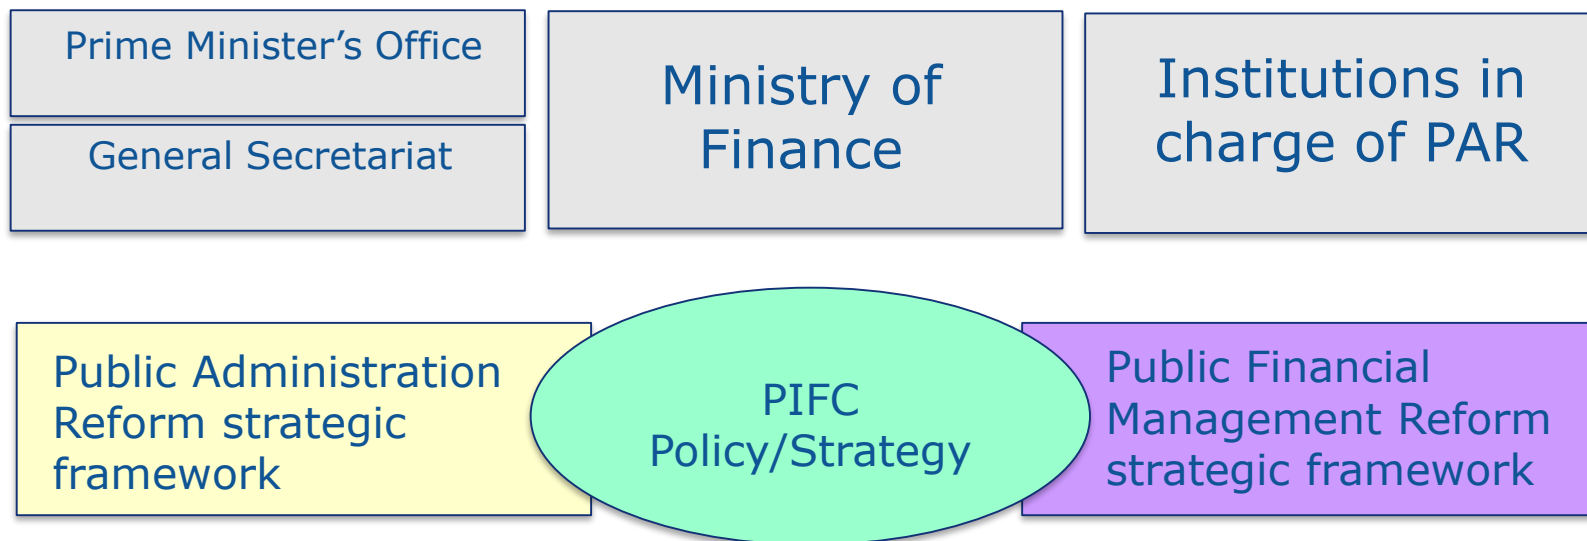 Prime Minister’s Office
General Secretariat
Ministry of
Finance
Institutions in
charge of PAR
Public Administration
Reform strategic
framework
PIFC
Policy/Strategy
Public Financial
Management Reform
strategic framework